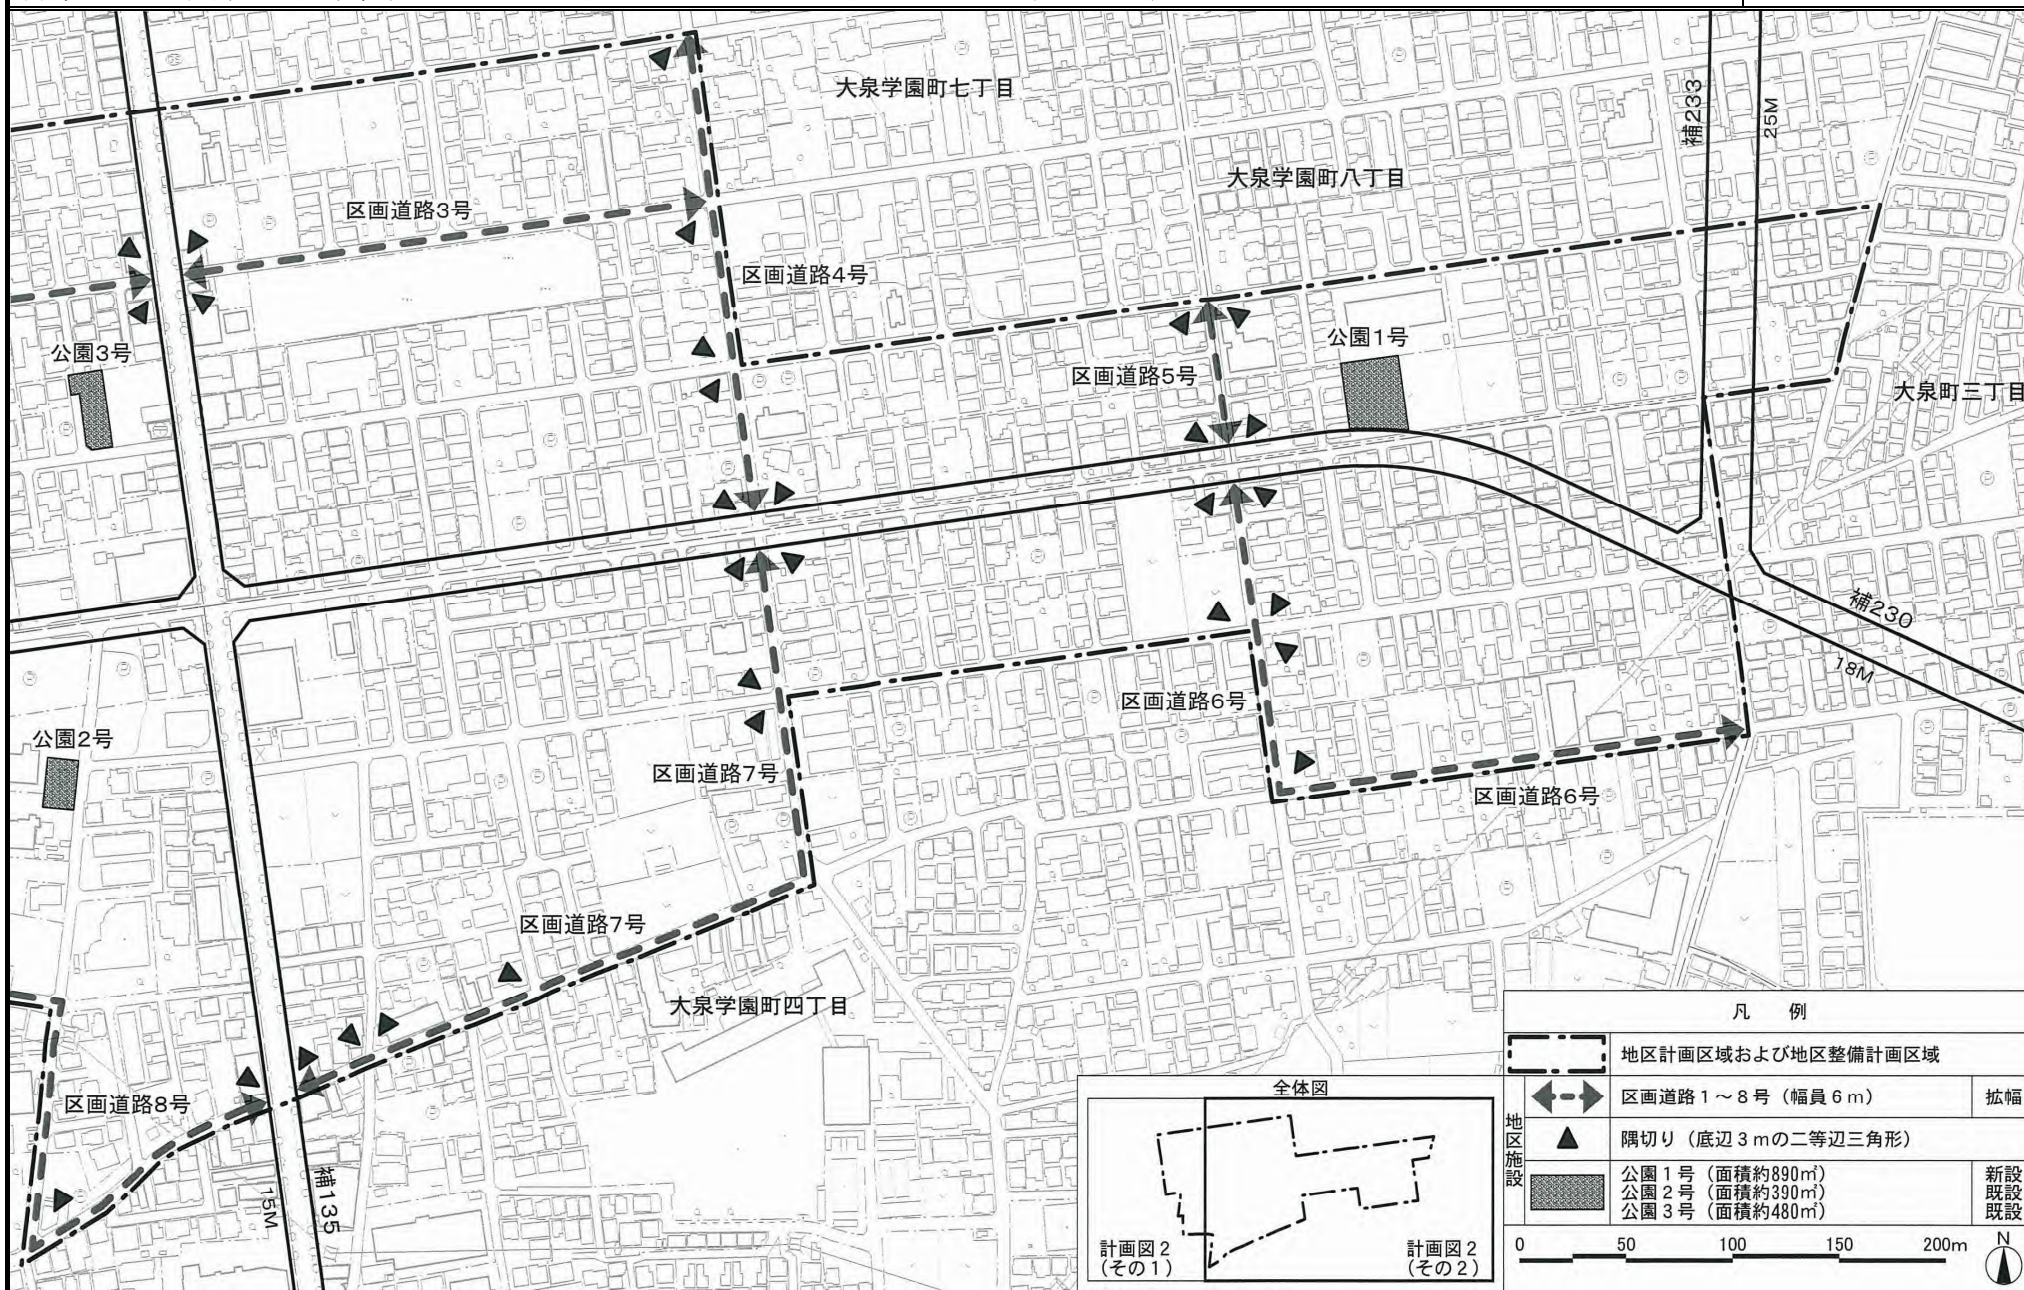 大泉学園町七丁目
補233
25M
大泉学園町八丁目
区画道路3号
区画道路4号
公園3号
公園1号
区画道路5号
大泉町三丁目
補230
18M
区画道路6号
公園2号
区画道路7号
区画道路6号
区画道路7号
大泉学園町四丁目
区画道路8号
15M
補135
全体図
計画図2
(その1)
計画図2
(その2)
凡 例
地区計画区域および地区整備計画区域
地区施設
区画道路1~8号(幅員6m) 拡幅
隅切り(底辺3mの二等辺三角形)
公園1号(面積約890㎡) 新設
公園2号(面積約390㎡) 既設
公園3号(面積約480㎡) 既設
0 50 100 150 200m
N